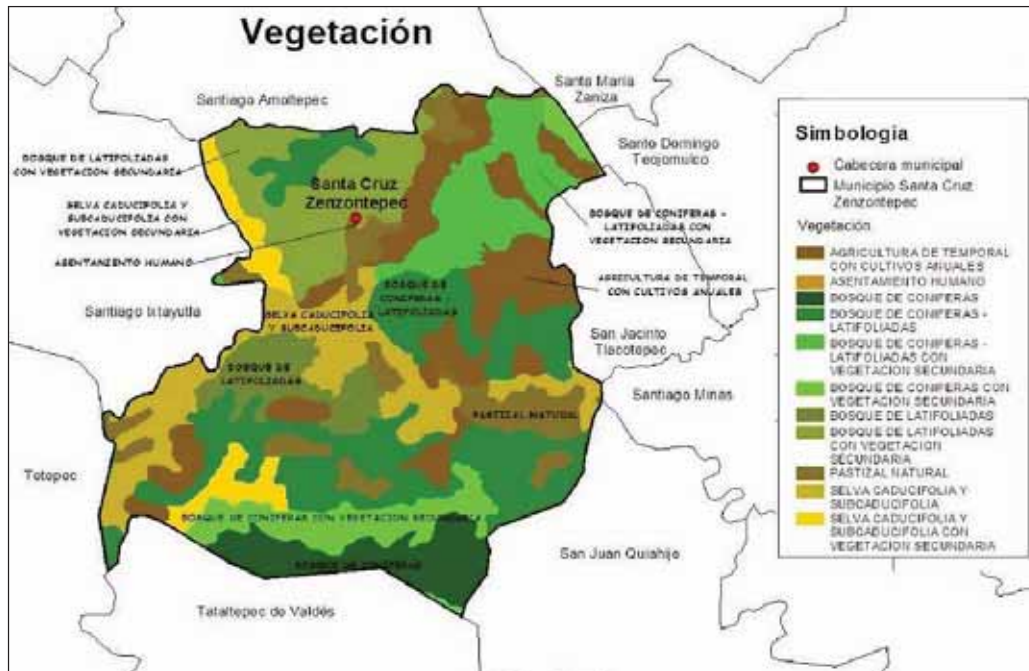 Vegetación
Santa María
Zaniza
Santiago Amoltepec
Santo Domingo
Teojomulco
BOSQUE DE LATIFOLIADAS
CON VEGETACION SECUNDARIA
Santa Cruz
Zenzontepec
SELVA CADUCIFOLIA Y
SUBCADUCIFOLIA CON
VEGETACION SECUNDARIA
BOSQUE DE CONIFERAS -
LATIFOLIADAS CON
VEGETACION SECUNDARIA
ASENTAMIENTO HUMANO
AGRICULTURA DE TEMPORAL
CON CULTIVOS ANUALES
BOSQUE DE
CONIFERAS -
LATIFOLIADAS
Santiago Ixtayutla
SELVA CADUCIFOLIA
Y SUBCADUCIFOLIA
San Jacinto
Tlacotepec
BOSQUE DE
LATIFOLIADAS
Santiago Minas
PASTIZAL NATURAL
Totopec
BOSQUE DE CONIFERAS CON VEGETACION SECUNDARIA
San Juan Quiahije
BOSQUE DE CONIFERAS
Tataltepec de Valdés
Simbología
Cabecera municipal
Municipio Santa Cruz
Zenzontepec
Vegetación
AGRICULTURA DE TEMPORAL
CON CULTIVOS ANUALES
ASENTAMIENTO HUMANO
BOSQUE DE CONIFERAS
BOSQUE DE CONIFERAS -
LATIFOLIADAS
BOSQUE DE CONIFERAS -
LATIFOLIADAS CON
VEGETACION SECUNDARIA
BOSQUE DE CONIFERAS CON
VEGETACION SECUNDARIA
BOSQUE DE LATIFOLIADAS
BOSQUE DE LATIFOLIADAS
CON VEGETACION
SECUNDARIA
PASTIZAL NATURAL
SELVA CADUCIFOLIA Y
SUBCADUCIFOLIA
SELVA CADUCIFOLIA Y
SUBCADUCIFOLIA CON
VEGETACION SECUNDARIA